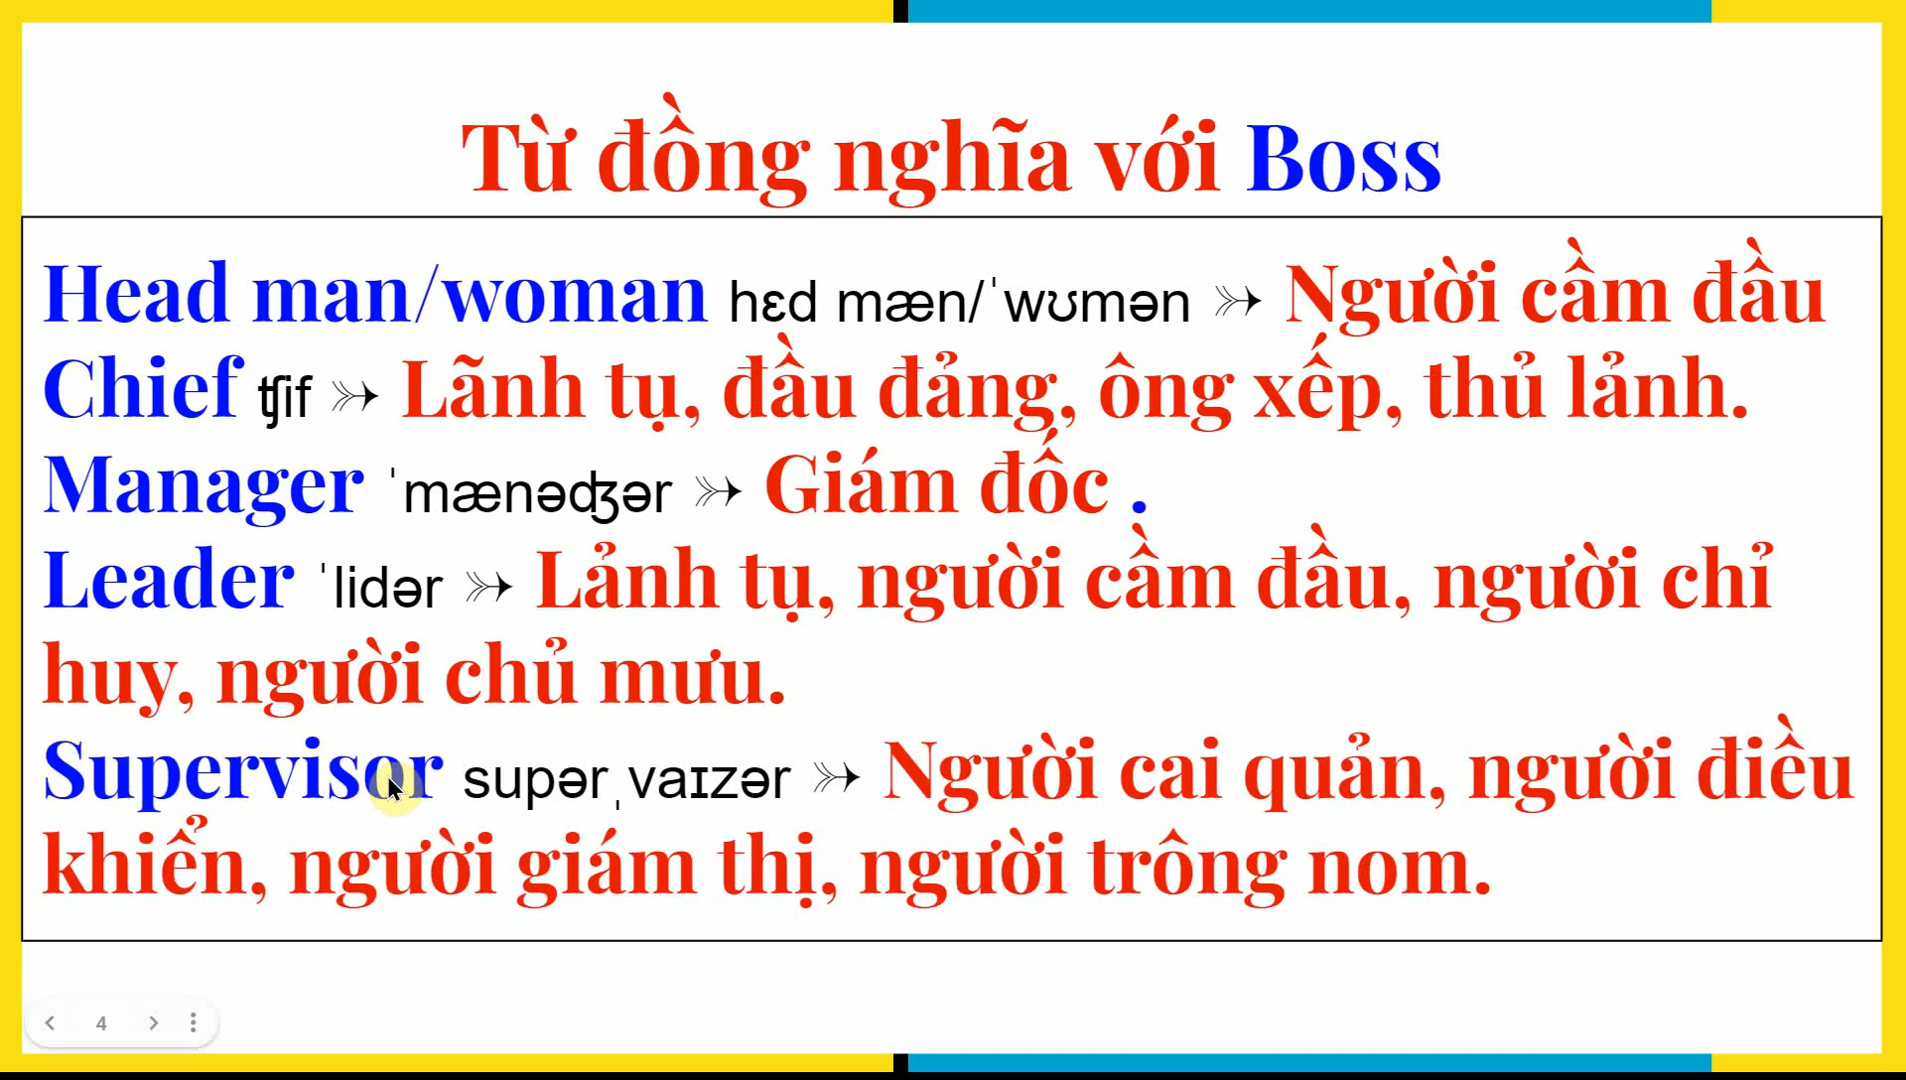 Từ đồng nghĩa với Boss
Head man/woman hɛd mæn/ˈwʊmən ➳ Người cầm đầu
Chief ʧif ➳ Lãnh tụ, đầu đảng, ông xếp, thủ lảnh.
Manager ˈmænəʤər ➳ Giám đốc .
Leader ˈlidər ➳ Lảnh tụ, người cầm đầu, người chỉ
huy, người chủ mưu.
Supervisor supərˌvaɪzər ➳ Người cai quản, người điều
khiển, người giám thị, người trông nom.
4